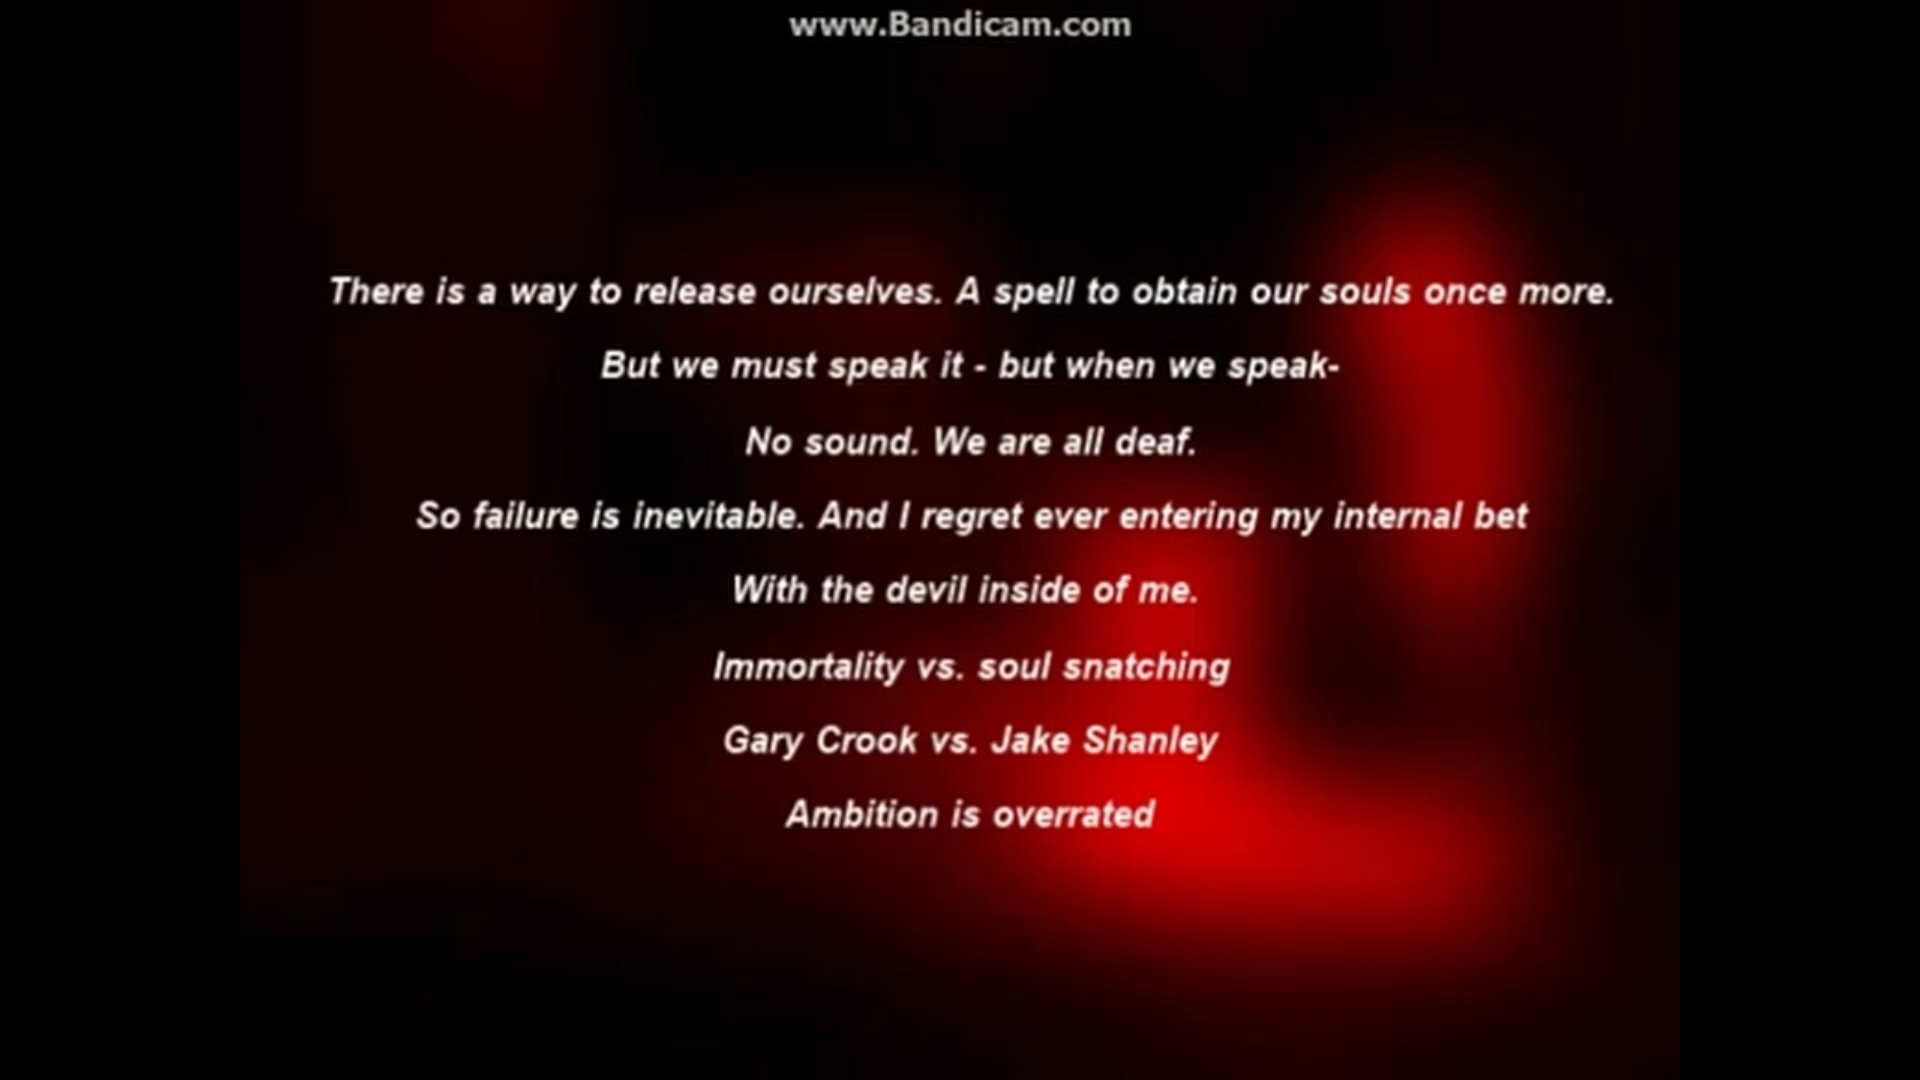 www.Bandicam.com
There is a way to release ourselves. A spell to obtain our souls once more.
But we must speak it - but when we speak-
No sound. We are all deaf.
So failure is inevitable. And I regret ever entering my internal bet
With the devil inside of me.
Immortality vs. soul snatching
Gary Crook vs. Jake Shanley
Ambition is overrated